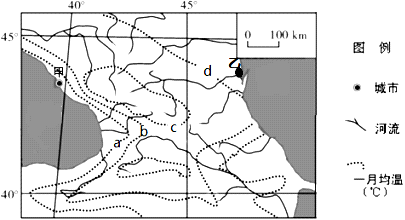 40° 45°
45°
0 100 km
甲
乙
d
a b c
40°
图 例
城市
河流
一月均温
(℃)